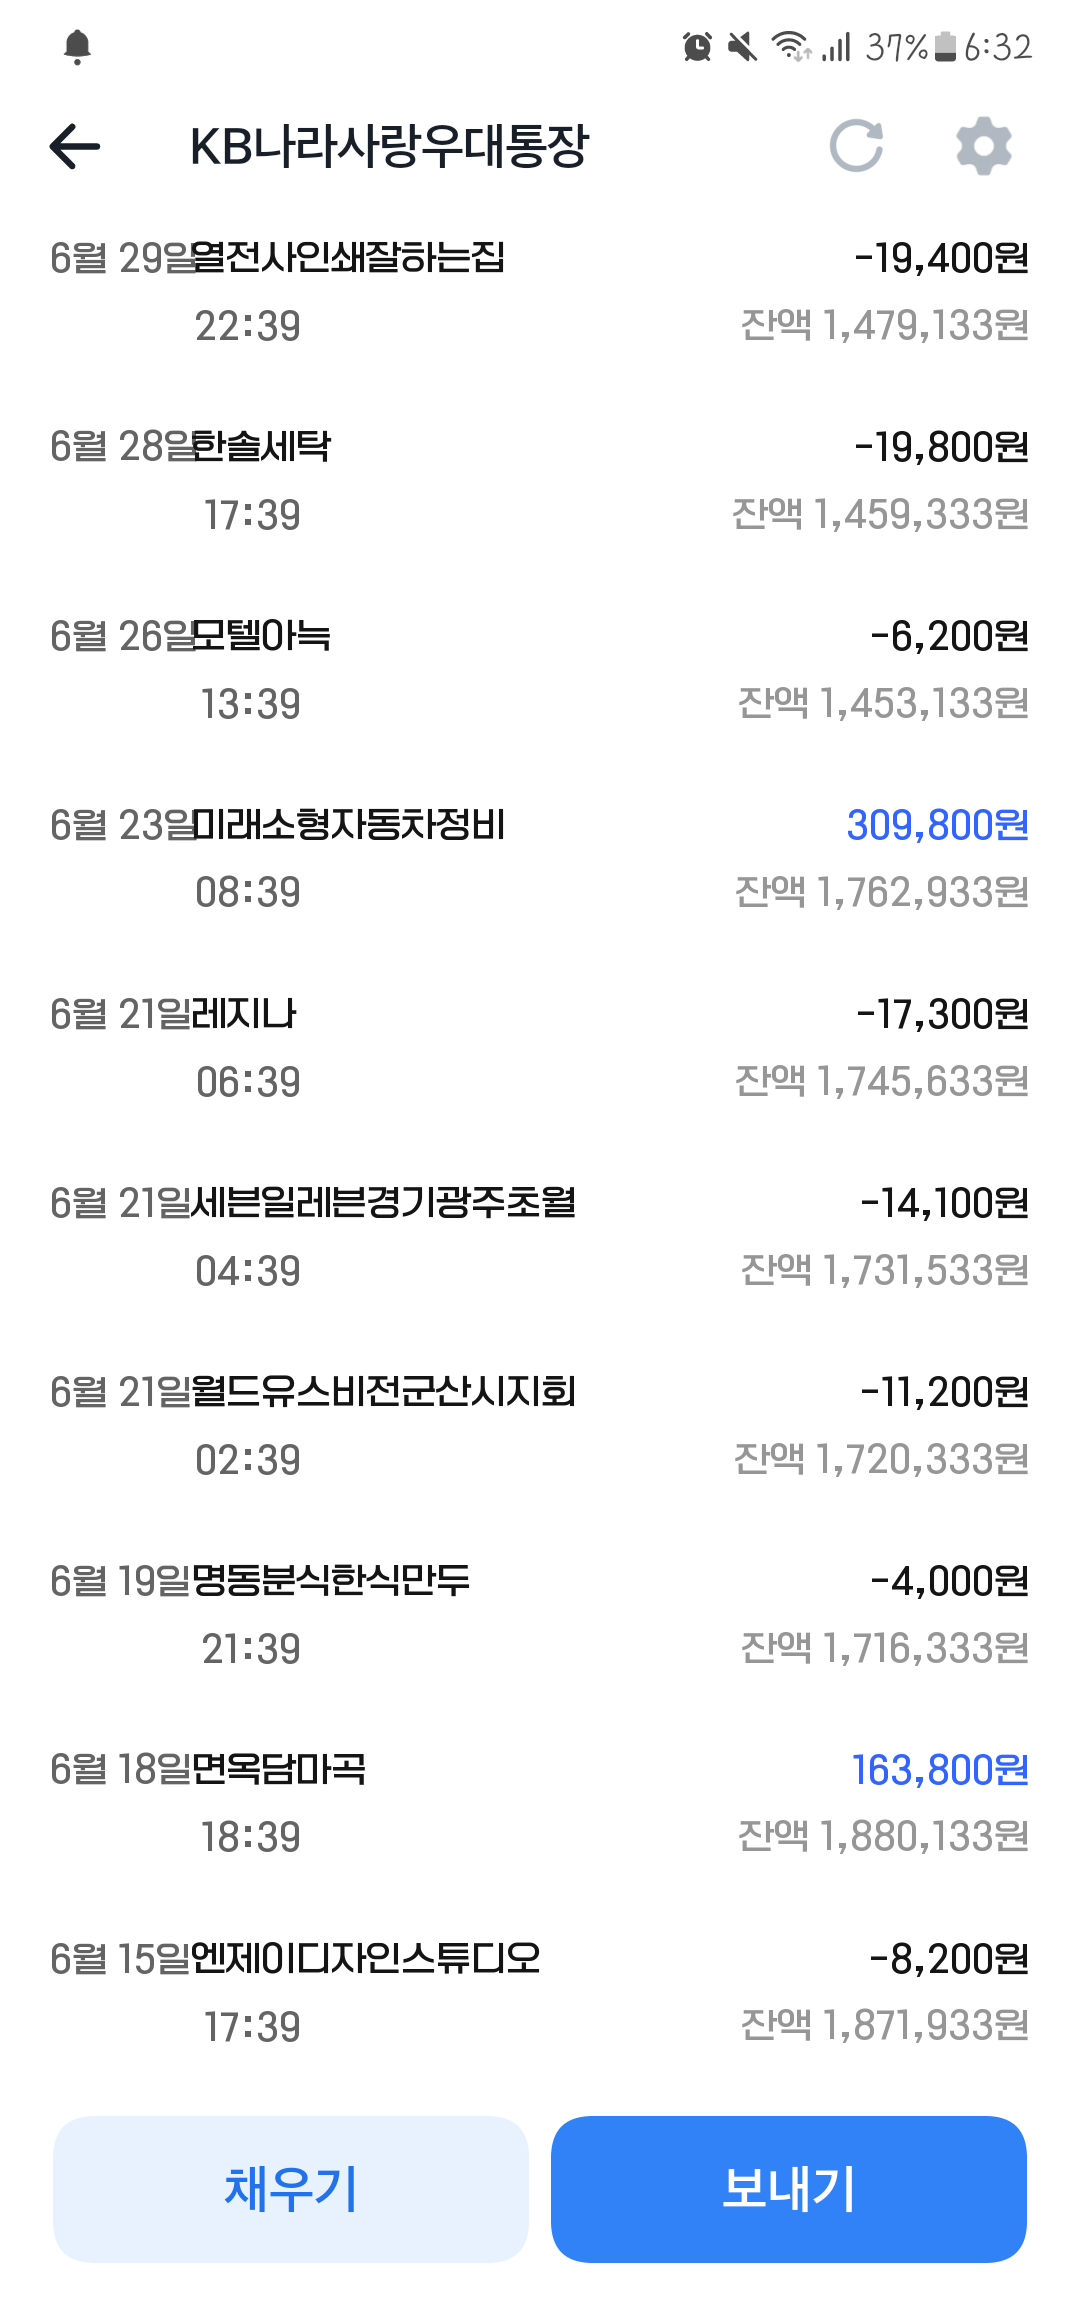 37% 6:32
KB나라사랑우대통장
6월 29일 열전사인쇄잘하는집 -19,400원
22:39 잔액 1,479,133원
6월 28일 한솔세탁 -19,800원
17:39 잔액 1,459,333원
6월 26일 모텔아늑 -6,200원
13:39 잔액 1,453,133원
6월 23일 미래소형자동차정비 309,800원
08:39 잔액 1,762,933원
6월 21일 레지나 -17,300원
06:39 잔액 1,745,633원
6월 21일 세븐일레븐경기광주초월 -14,100원
04:39 잔액 1,731,533원
6월 21일 월드유스비전군산시지회 -11,200원
02:39 잔액 1,720,333원
6월 19일 명동분식한식만두 -4,000원
21:39 잔액 1,716,333원
6월 18일 면옥담마곡 163,800원
18:39 잔액 1,880,133원
6월 15일 엔제이디자인스튜디오 -8,200원
17:39 잔액 1,871,933원
채우기 보내기